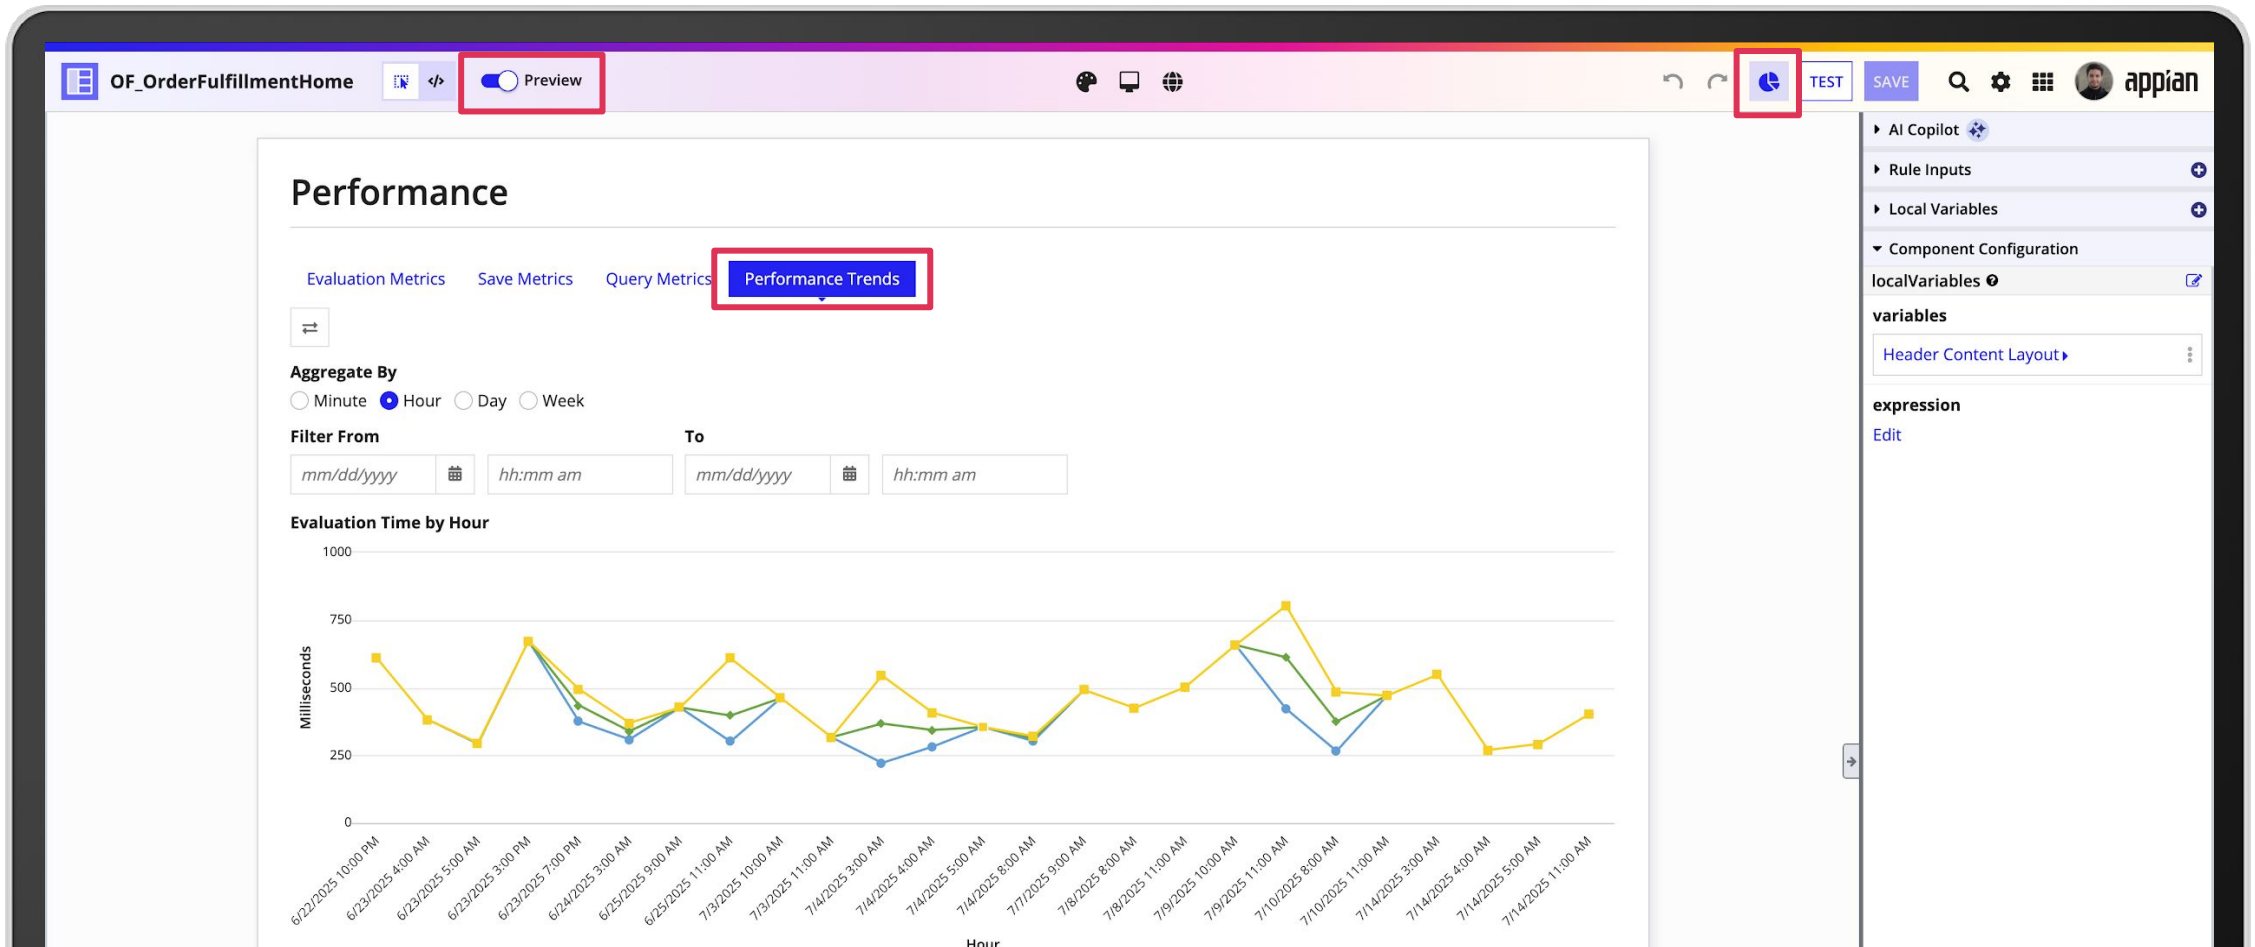 OF_OrderFulfillmentHome
</>
Preview
TEST
SAVE
appian
Performance
Evaluation Metrics
Save Metrics
Query Metrics
Performance Trends
Aggregate By
Minute
Hour
Day
Week
Filter From
To
mm/dd/yyyy
hh:mm am
mm/dd/yyyy
hh:mm am
Evaluation Time by Hour
1000
750
500
250
0
Milliseconds
6/22/2025 10:00 PM
6/23/2025 4:00 AM
6/23/2025 5:00 AM
6/23/2025 3:00 PM
6/23/2025 7:00 PM
6/24/2025 3:00 AM
6/25/2025 9:00 AM
6/25/2025 11:00 AM
7/3/2025 10:00 AM
7/3/2025 11:00 AM
7/4/2025 3:00 AM
7/4/2025 4:00 AM
7/4/2025 5:00 AM
7/4/2025 8:00 AM
7/7/2025 9:00 AM
7/8/2025 8:00 AM
7/8/2025 11:00 AM
7/9/2025 10:00 AM
7/9/2025 11:00 AM
7/10/2025 8:00 AM
7/10/2025 11:00 AM
7/14/2025 3:00 AM
7/14/2025 4:00 AM
7/14/2025 5:00 AM
7/14/2025 11:00 AM
Hour
AI Copilot
Rule Inputs
Local Variables
Component Configuration
localVariables
variables
Header Content Layout
expression
Edit